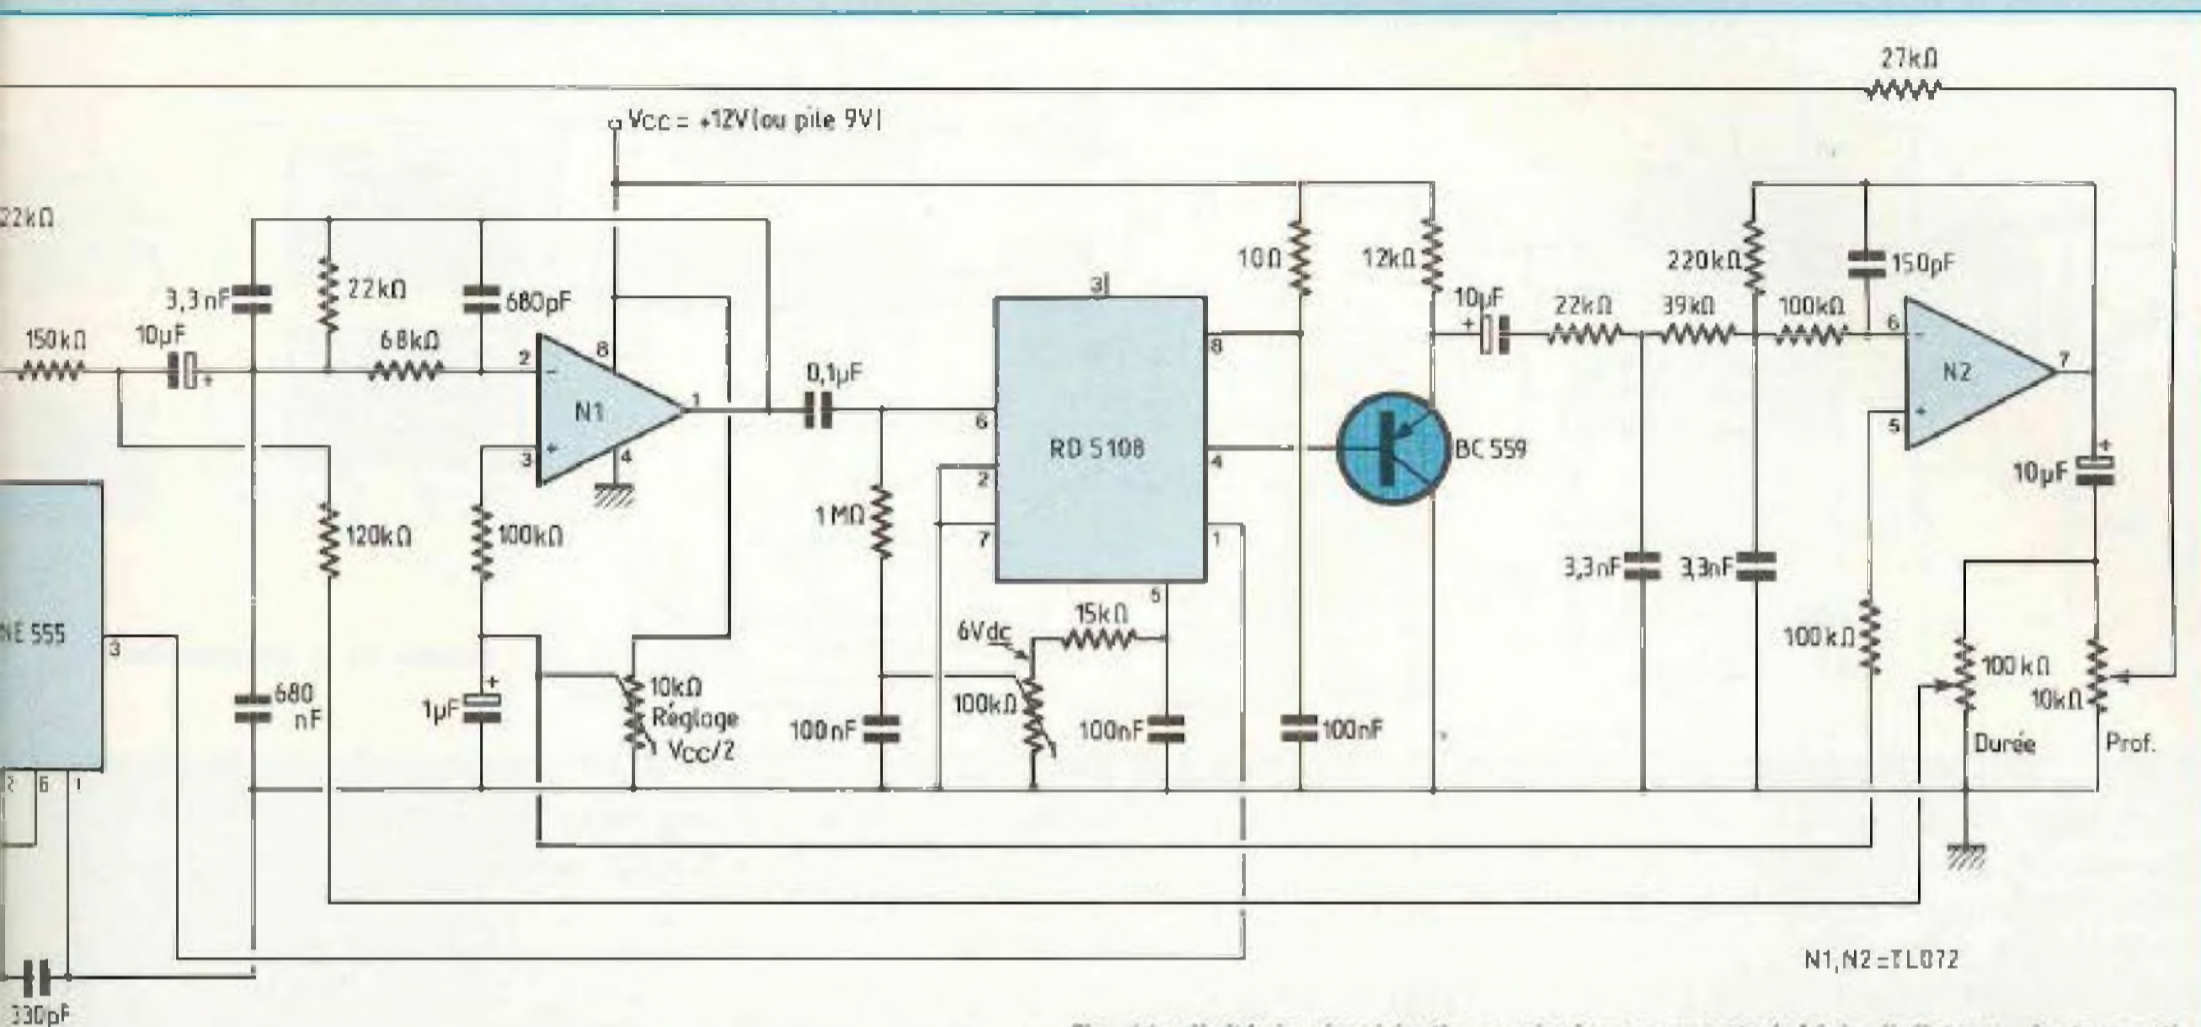 27kΩ
Vcc = +12V (ou pile 9V)
22kΩ
3,3nF
22kΩ
680pF
10Ω
12kΩ
220kΩ
150pF
150kΩ
10µF
+
68kΩ
2
-
8
N1
1
0,1µF
3
8
10µF
+
22kΩ
39kΩ
100kΩ
6
-
N2
7
3
+
4
6
RD 5108
4
BC 559
5
+
2
120kΩ
100kΩ
1MΩ
7
1
10µF
+
3,3nF
3,3nF
NE 555
3
6Vdc
15kΩ
5
100kΩ
100kΩ
10kΩ
680
nF
1µF
+
10kΩ
Réglage
Vcc/2
100nF
100kΩ
100nF
100nF
Durée
Prof.
2
6
1
330pF
N1,N2=TL072